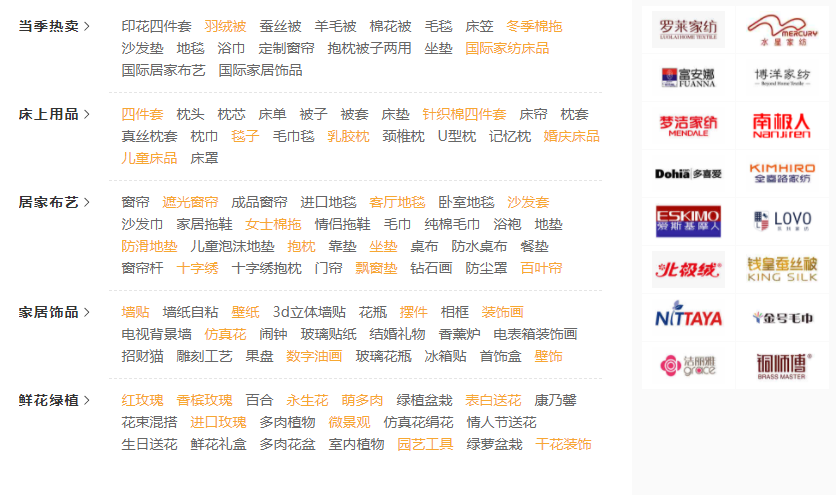 当季热卖 >
印花四件套 羽绒被 蚕丝被 羊毛被 棉花被 毛毯 床笠 冬季棉拖
沙发垫 地毯 浴巾 定制窗帘 抱枕被子两用 坐垫 国际家纺床品
国际居家布艺 国际家居饰品
床上用品 >
四件套 枕头 枕芯 床单 被子 被套 床垫 针织棉四件套 床帘 枕套
真丝枕套 枕巾 毯子 毛巾毯 乳胶枕 颈椎枕 U型枕 记忆枕 婚庆床品
儿童床品 床罩
居家布艺 >
窗帘 遮光窗帘 成品窗帘 进口地毯 客厅地毯 卧室地毯 沙发套
沙发巾 家居拖鞋 女士棉拖 情侣拖鞋 毛巾 纯棉毛巾 浴袍 地垫
防滑地垫 儿童泡沫地垫 抱枕 靠垫 坐垫 桌布 防水桌布 餐垫
窗帘杆 十字绣 十字绣抱枕 门帘 飘窗垫 钻石画 防尘罩 百叶帘
家居饰品 >
墙贴 墙纸自粘 壁纸 3d立体墙贴 花瓶 摆件 相框 装饰画
电视背景墙 仿真花 闹钟 玻璃贴纸 结婚礼物 香薰炉 电表箱装饰画
招财猫 雕刻工艺 果盘 数字油画 玻璃花瓶 冰箱贴 首饰盒 壁饰
鲜花绿植 >
红玫瑰 香槟玫瑰 百合 永生花 萌多肉 绿植盆栽 表白送花 康乃馨
花束混搭 进口玫瑰 多肉植物 微景观 仿真花绢花 情人节送花
生日送花 鲜花礼盒 多肉花盆 室内植物 园艺工具 绿萝盆栽 干花装饰
罗莱家纺
LUOLAI HOME TEXTILE
MERCURY
水星家纺
富安娜
FUANNA
博洋家纺
Beyond Home Textile
梦洁家纺
MENDALE
南极人
Nanjiren
Dohia 多喜爱
KIMHIRO
金喜路家纺
ESKIMO
爱斯基摩人
LOVO
北极绒
钱皇蚕丝被
KING SILK
NITTAYA
金号毛巾
洁丽雅
grace
铜师傅
BRASS MASTER